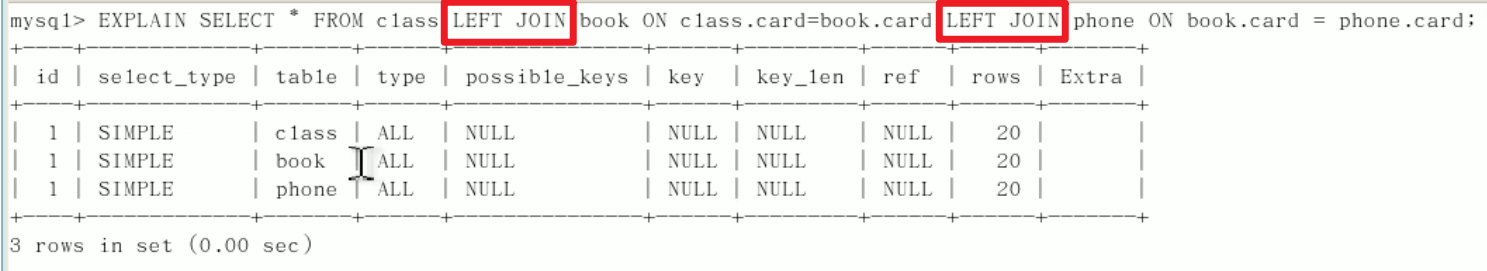 mysql> EXPLAIN SELECT * FROM class LEFT JOIN book ON class.card=book.card LEFT JOIN phone ON book.card = phone.card;
+----+-------------+-------+------+---------------+------+---------+------+------+-------+
| id | select_type | table | type | possible_keys | key | key_len | ref | rows | Extra |
+----+-------------+-------+------+---------------+------+---------+------+------+-------+
| 1 | SIMPLE | class | ALL | NULL | NULL | NULL | NULL | 20 | |
| 1 | SIMPLE | book | ALL | NULL | NULL | NULL | NULL | 20 | |
| 1 | SIMPLE | phone | ALL | NULL | NULL | NULL | NULL | 20 | |
+----+-------------+-------+------+---------------+------+---------+------+------+-------+
3 rows in set (0.00 sec)